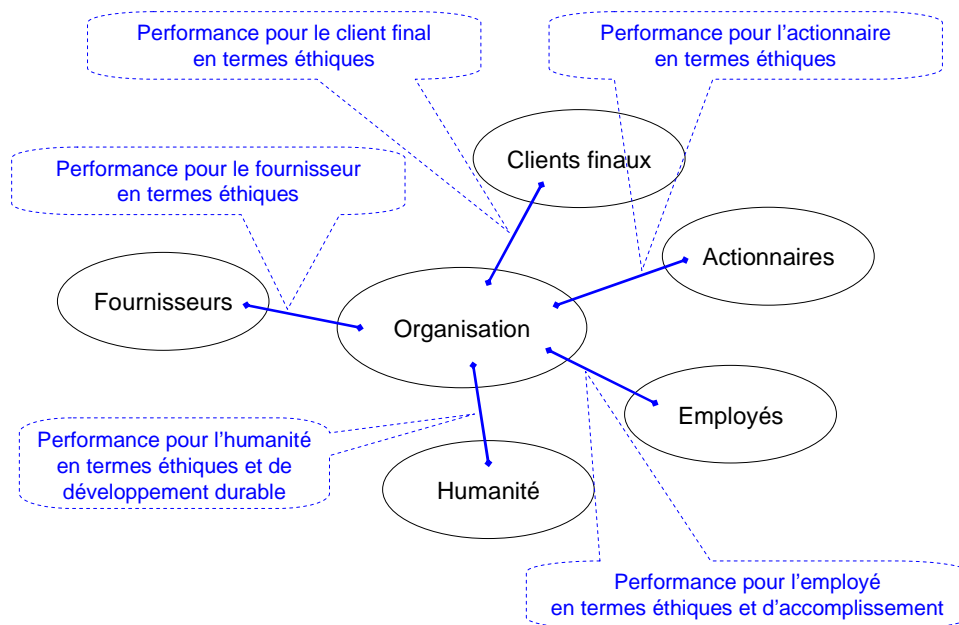 Performance pour le client final
en termes éthiques
Performance pour l’actionnaire
en termes éthiques
Clients finaux
Performance pour le fournisseur
en termes éthiques
Actionnaires
Fournisseurs
Organisation
Employés
Performance pour l’humanité
en termes éthiques et de
développement durable
Humanité
Performance pour l’employé
en termes éthiques et d’accomplissement